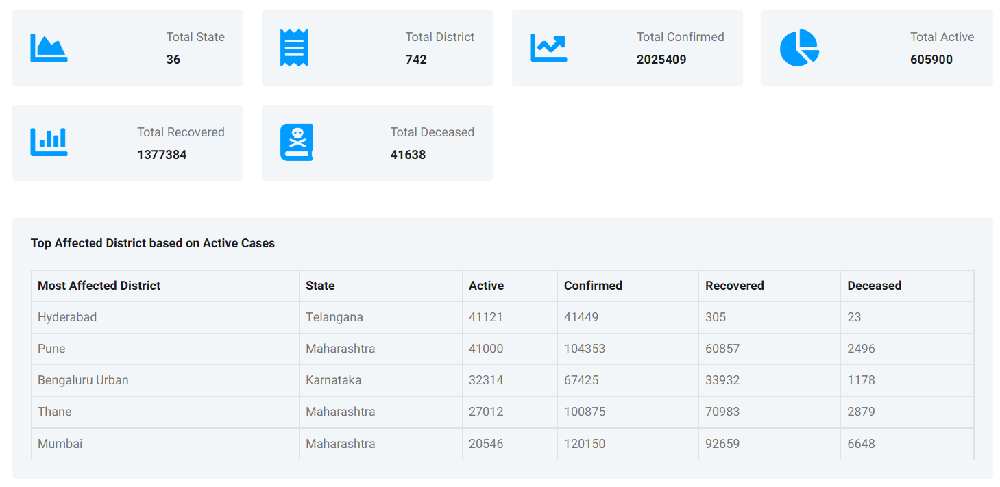 Total State
36
Total District
742
Total Confirmed
2025409
Total Active
605900
Total Recovered
1377384
Total Deceased
41638
Top Affected District based on Active Cases
Most Affected District State Active Confirmed Recovered Deceased
Hyderabad Telangana 41121 41449 305 23
Pune Maharashtra 41000 104353 60857 2496
Bengaluru Urban Karnataka 32314 67425 33932 1178
Thane Maharashtra 27012 100875 70983 2879
Mumbai Maharashtra 20546 120150 92659 6648